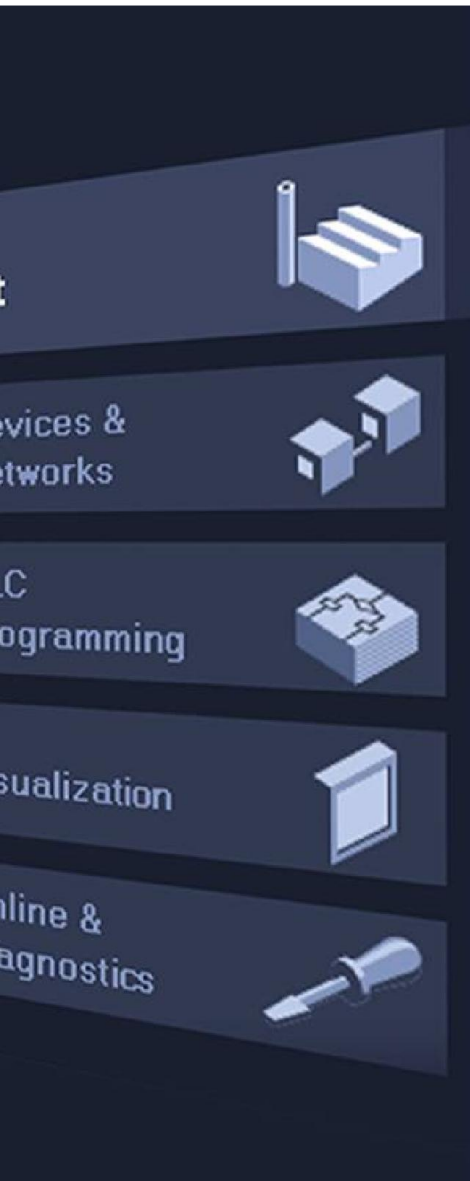 t
evices &
etworks
LC
ogramming
sualization
nline &
agnostics